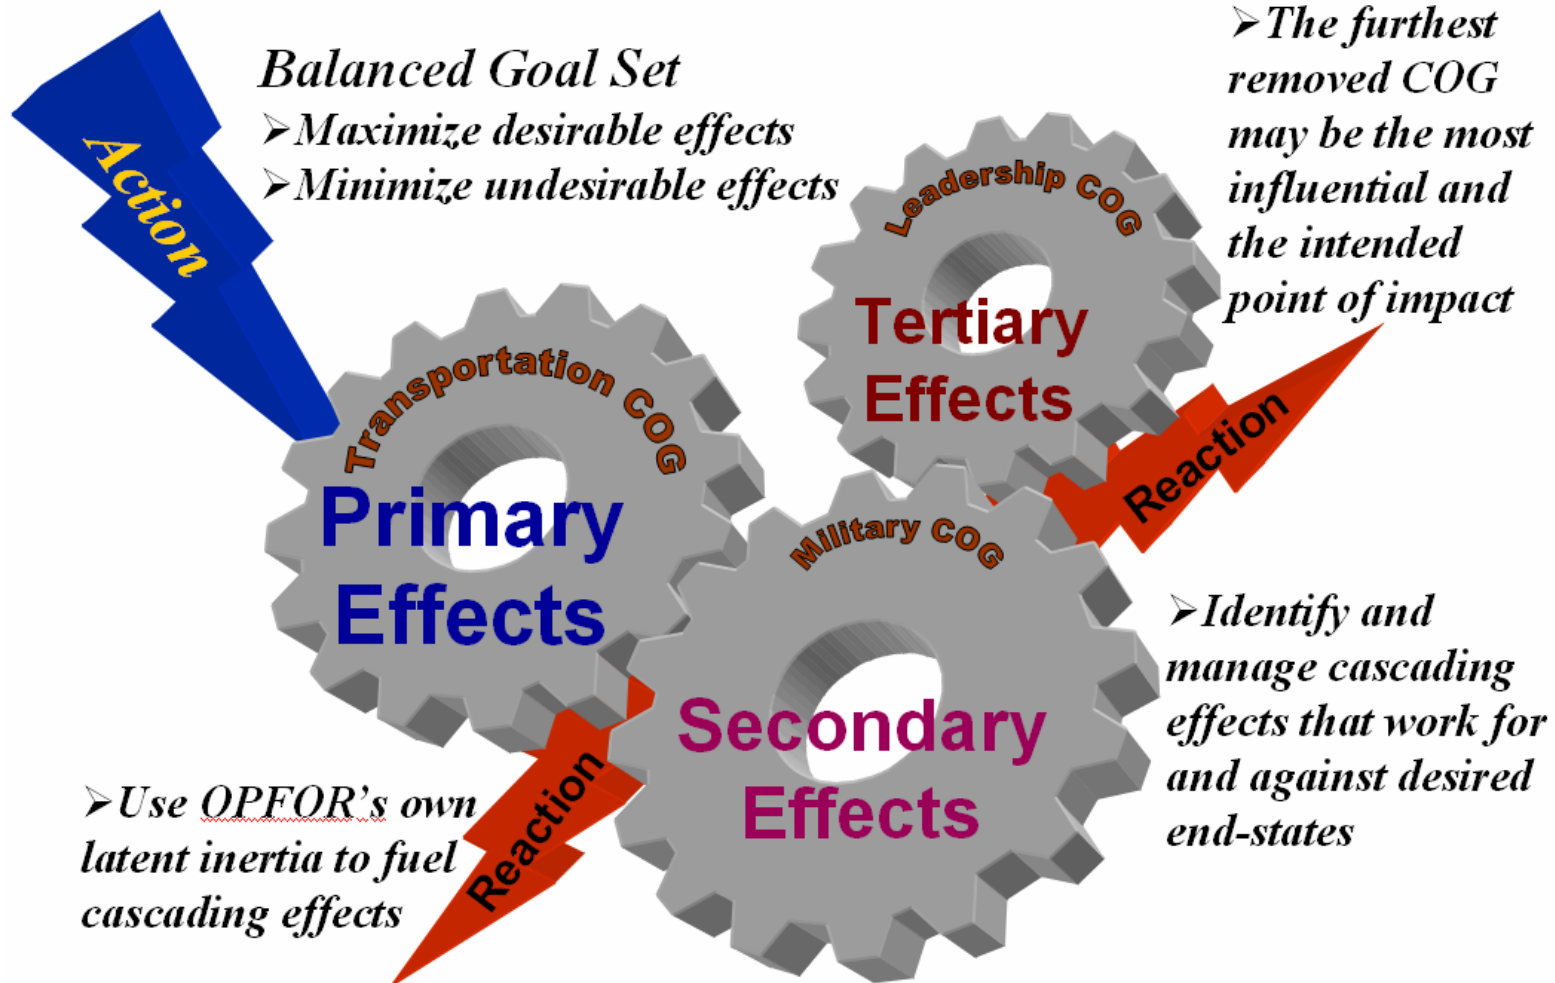 Action
Balanced Goal Set
➢Maximize desirable effects
➢Minimize undesirable effects
➢The furthest
removed COG
may be the most
influential and
the intended
point of impact
Leadership COG
Tertiary
Effects
Reaction
Transportation COG
Primary
Effects
Military COG
Secondary
Effects
➢Identify and
manage cascading
effects that work for
and against desired
end-states
Reaction
➢Use OPFOR’s own
latent inertia to fuel
cascading effects